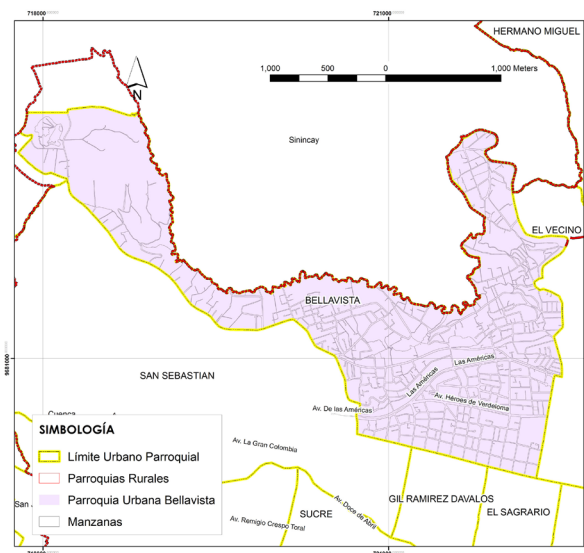 718000
721000
HERMANO MIGUEL
1,000 500 0 1,000 Meters
N
Sinincay
EL VECINO
BELLAVISTA
9681000
SAN SEBASTIAN
Las Américas
Las Américas
Av. Héroes de Verdeloma
Av. De las Américas
Cuenca
SIMBOLOGÍA
Límite Urbano Parroquial
Parroquias Rurales
Parroquia Urbana Bellavista
Manzanas
San
Av. La Gran Colombia
Av. Doce de Abril
GIL RAMIREZ DAVALOS
EL SAGRARIO
SUCRE
Av. Remigio Crespo Toral